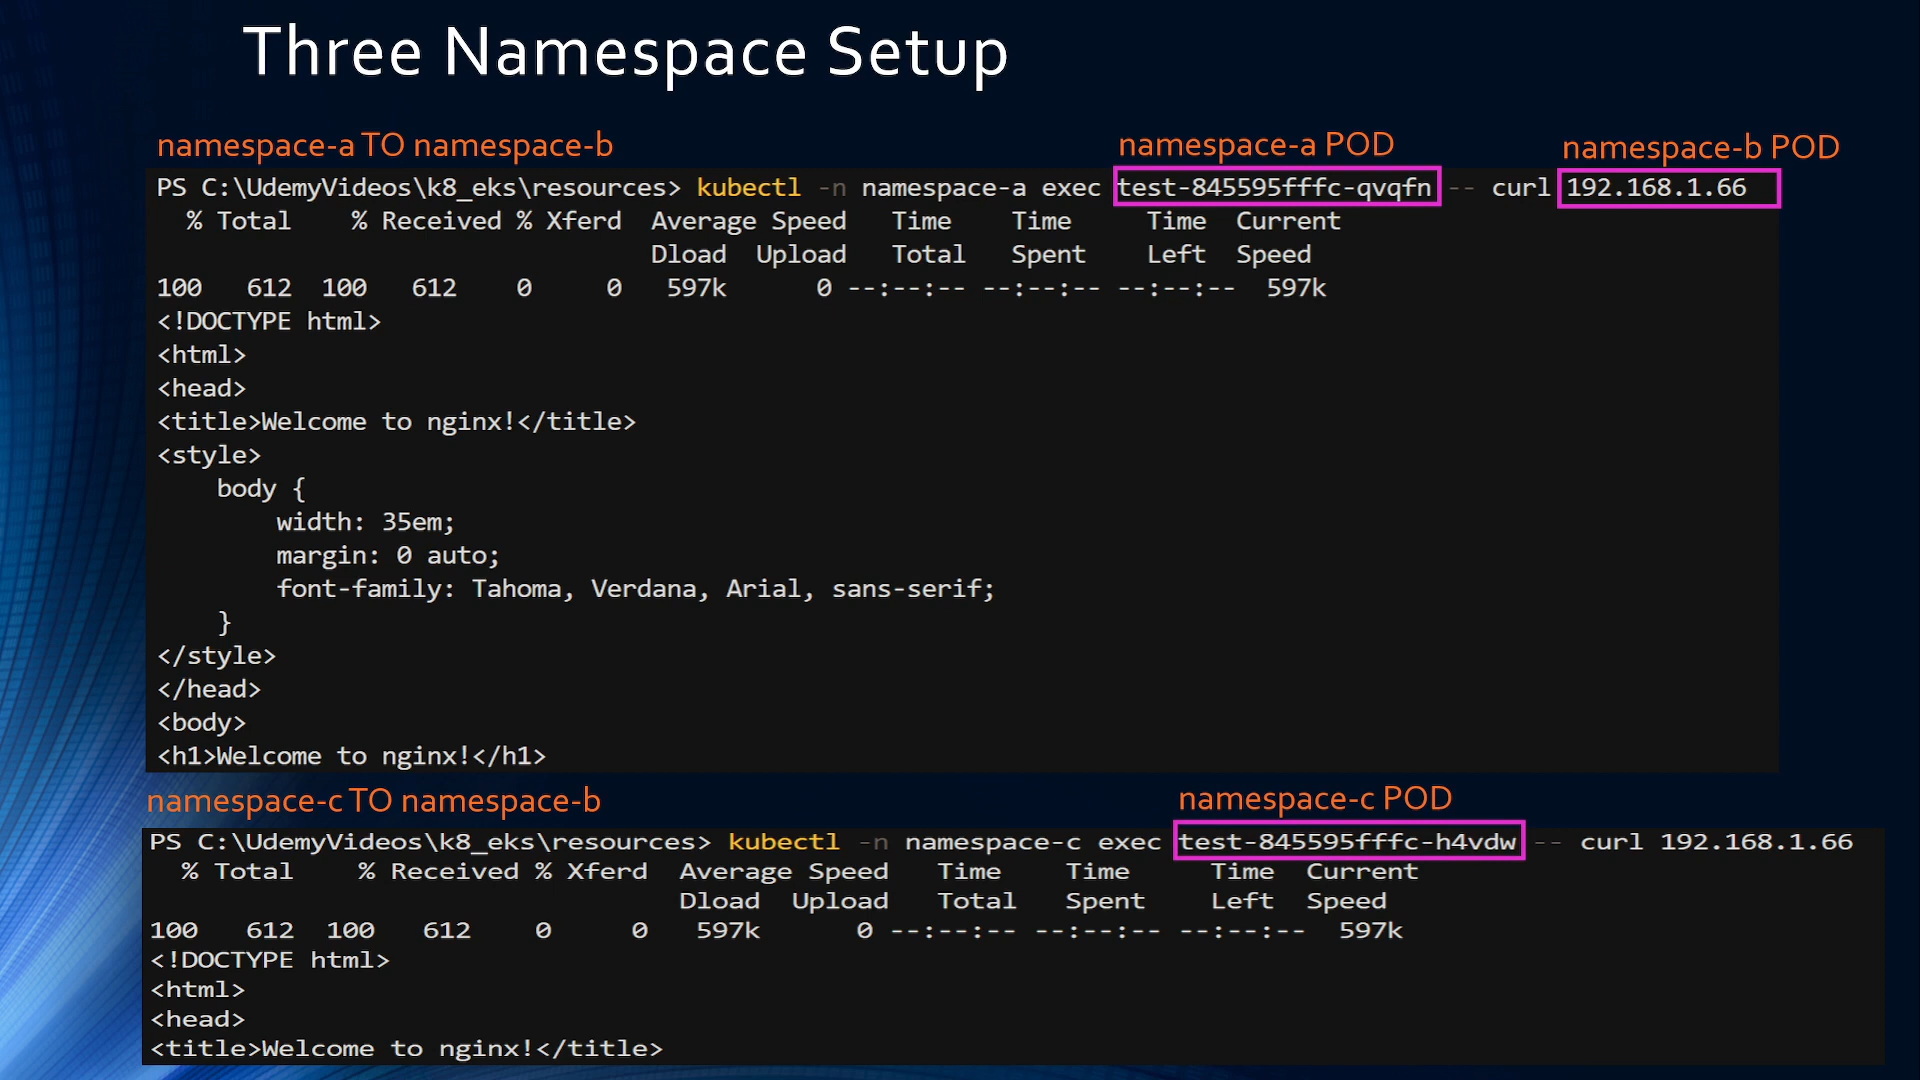 Three Namespace Setup
namespace-a TO namespace-b
namespace-a POD
namespace-b POD
PS C:\UdemyVideos\k8_eks\resources> kubectl -n namespace-a exec test-845595fffc-qvqfn -- curl 192.168.1.66
% Total % Received % Xferd Average Speed Time Time Time Current
Dload Upload Total Spent Left Speed
100 612 100 612 0 0 597k 0 --:--:-- --:--:-- --:--:-- 597k
<!DOCTYPE html>
<html>
<head>
<title>Welcome to nginx!</title>
<style>
body {
width: 35em;
margin: 0 auto;
font-family: Tahoma, Verdana, Arial, sans-serif;
}
</style>
</head>
<body>
<h1>Welcome to nginx!</h1>
namespace-c TO namespace-b
namespace-c POD
PS C:\UdemyVideos\k8_eks\resources> kubectl -n namespace-c exec test-845595fffc-h4vdw -- curl 192.168.1.66
% Total % Received % Xferd Average Speed Time Time Time Current
Dload Upload Total Spent Left Speed
100 612 100 612 0 0 597k 0 --:--:-- --:--:-- --:--:-- 597k
<!DOCTYPE html>
<html>
<head>
<title>Welcome to nginx!</title>